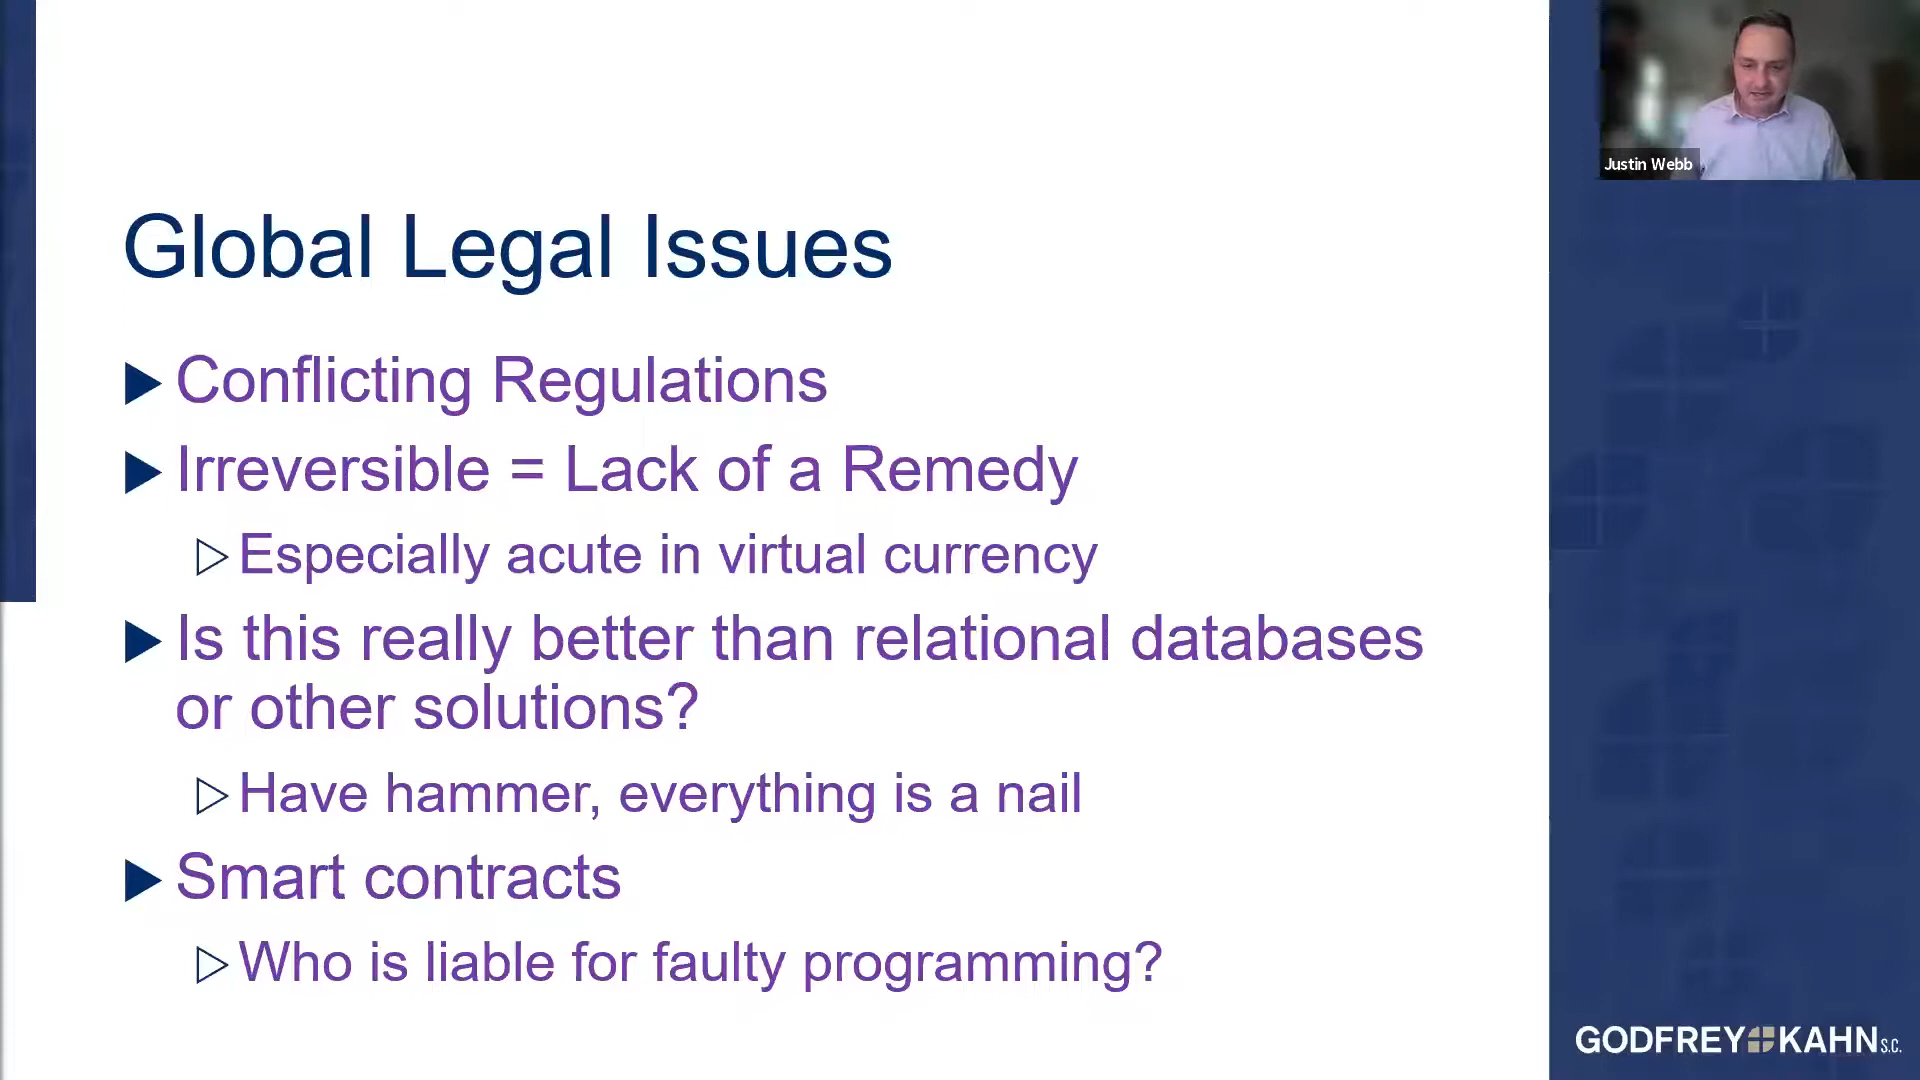 Justin Webb
Global Legal Issues
Conflicting Regulations
Irreversible = Lack of a Remedy
Especially acute in virtual currency
Is this really better than relational databases
or other solutions?
Have hammer, everything is a nail
Smart contracts
Who is liable for faulty programming?
GODFREY KAHN S.C.